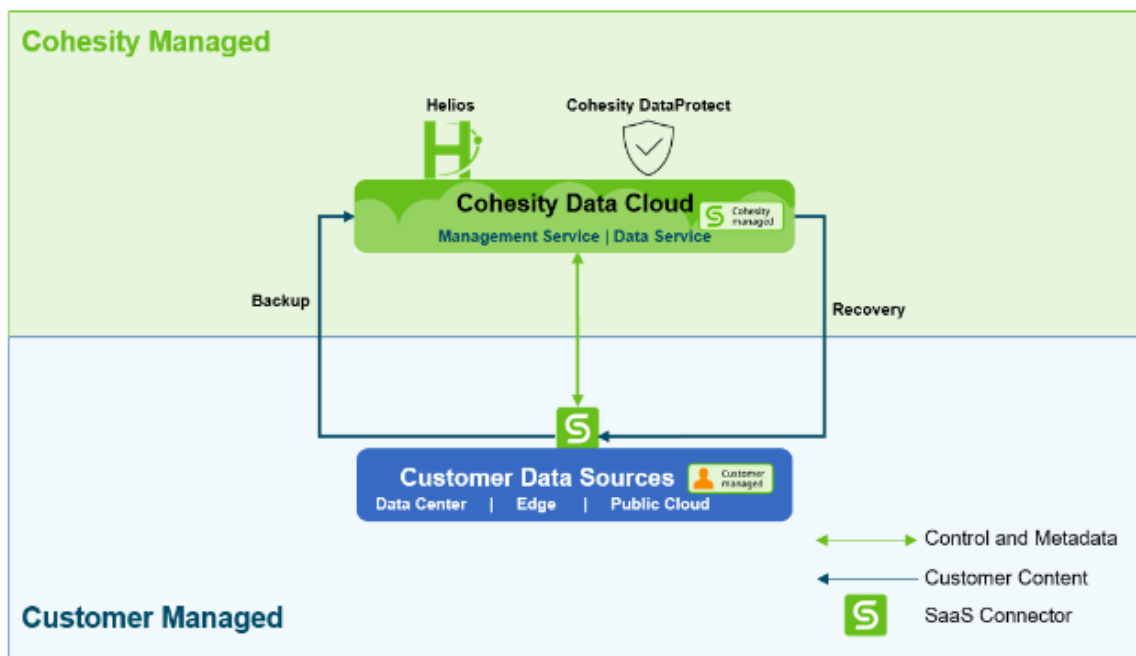 Cohesity Managed
Helios
Cohesity DataProtect
H
Cohesity Data Cloud
S
Cohesity
managed
Management Service | Data Service
Backup
Recovery
S
Customer Data Sources
Customer
managed
Data Center | Edge | Public Cloud
Control and Metadata
Customer Content
S
SaaS Connector
Customer Managed